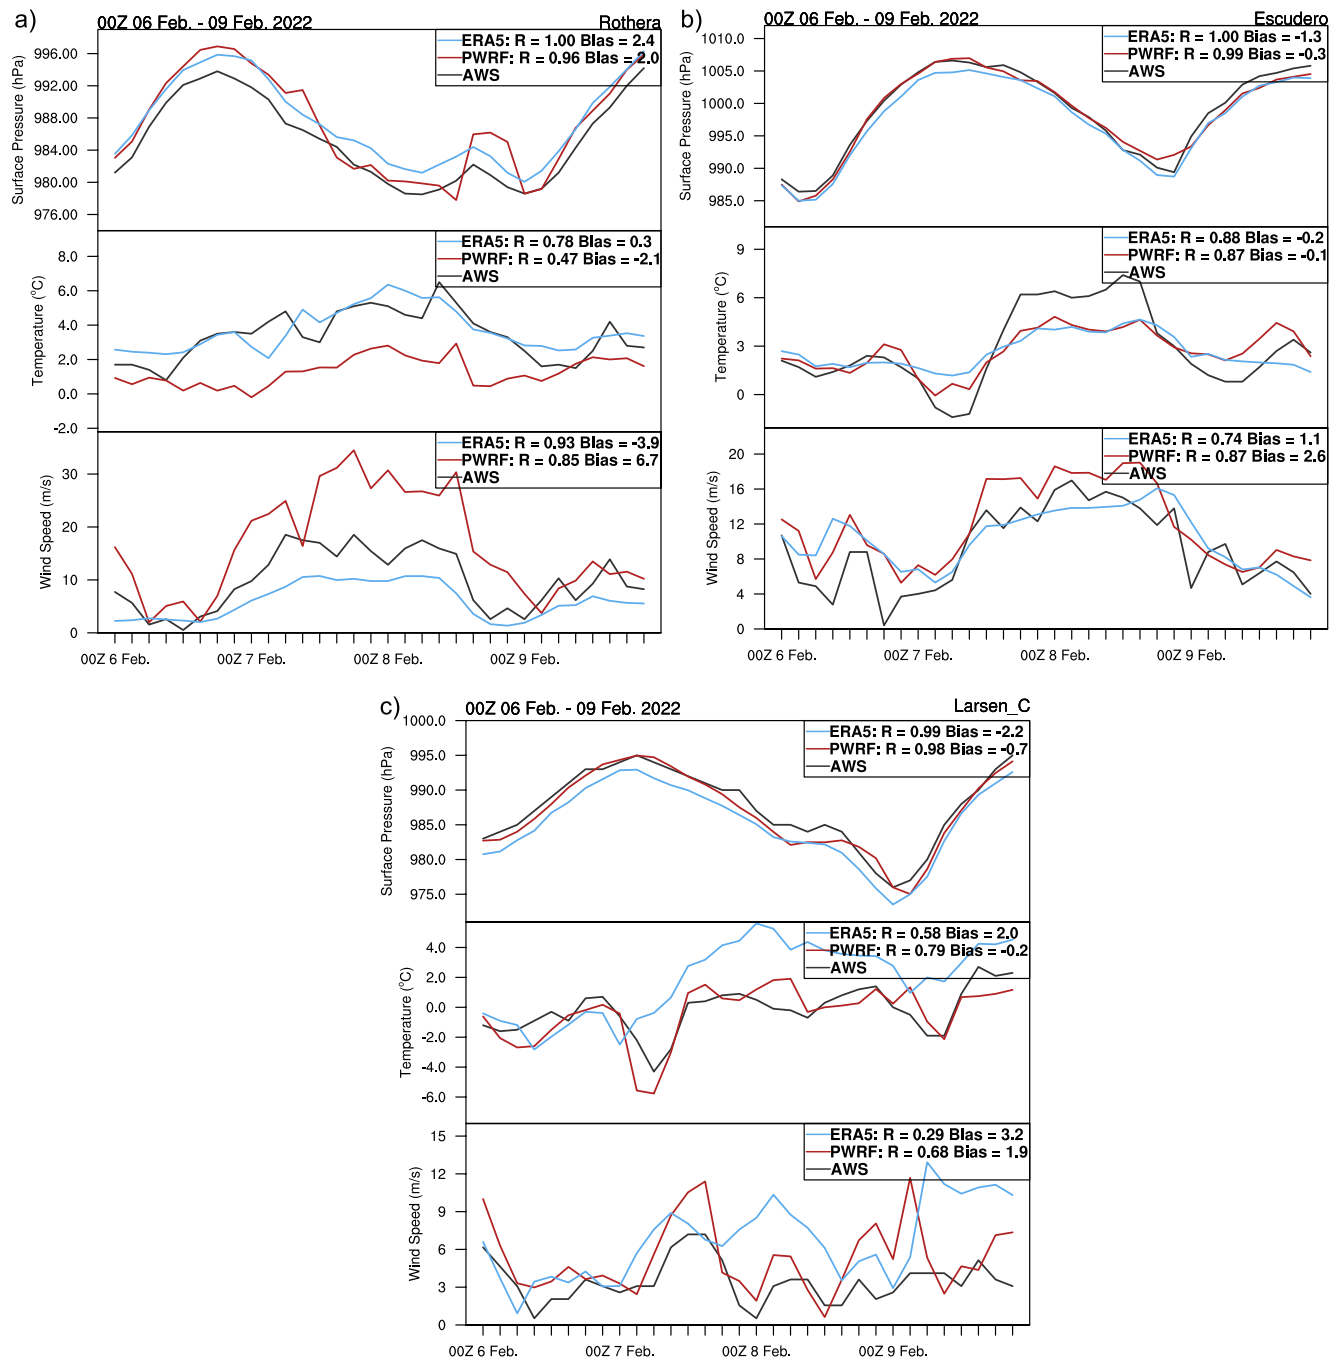 a)
00Z 06 Feb. - 09 Feb. 2022 Rothera
ERA5: R = 1.00 Bias = 2.4
PWRF: R = 0.96 Bias = 2.0
AWS
Surface Pressure (hPa)
996.00
992.00
988.00
984.00
980.00
976.00
ERA5: R = 0.78 Bias = 0.3
PWRF: R = 0.47 Bias = -2.1
AWS
Temperature (°C)
8.0
6.0
4.0
2.0
0.0
-2.0
ERA5: R = 0.93 Bias = -3.9
PWRF: R = 0.85 Bias = 6.7
AWS
Wind Speed (m/s)
30
20
10
0
00Z 6 Feb. 00Z 7 Feb. 00Z 8 Feb. 00Z 9 Feb.
b)
00Z 06 Feb. - 09 Feb. 2022 Escudero
ERA5: R = 1.00 Bias = -1.3
PWRF: R = 0.99 Bias = -0.3
AWS
Surface Pressure (hPa)
1010.0
1005.0
1000.0
995.0
990.0
985.0
ERA5: R = 0.88 Bias = -0.2
PWRF: R = 0.87 Bias = -0.1
AWS
Temperature (°C)
9
6
3
0
ERA5: R = 0.74 Bias = 1.1
PWRF: R = 0.87 Bias = 2.6
AWS
Wind Speed (m/s)
20
16
12
8
4
0
00Z 6 Feb. 00Z 7 Feb. 00Z 8 Feb. 00Z 9 Feb.
c)
00Z 06 Feb. - 09 Feb. 2022 Larsen_C
ERA5: R = 0.99 Bias = -2.2
PWRF: R = 0.98 Bias = -0.7
AWS
Surface Pressure (hPa)
1000.0
995.0
990.0
985.0
980.0
975.0
ERA5: R = 0.58 Bias = 2.0
PWRF: R = 0.79 Bias = -0.2
AWS
Temperature (°C)
4.0
2.0
0.0
-2.0
-4.0
-6.0
ERA5: R = 0.29 Bias = 3.2
PWRF: R = 0.68 Bias = 1.9
AWS
Wind Speed (m/s)
15
12
9
6
3
0
00Z 6 Feb. 00Z 7 Feb. 00Z 8 Feb. 00Z 9 Feb.